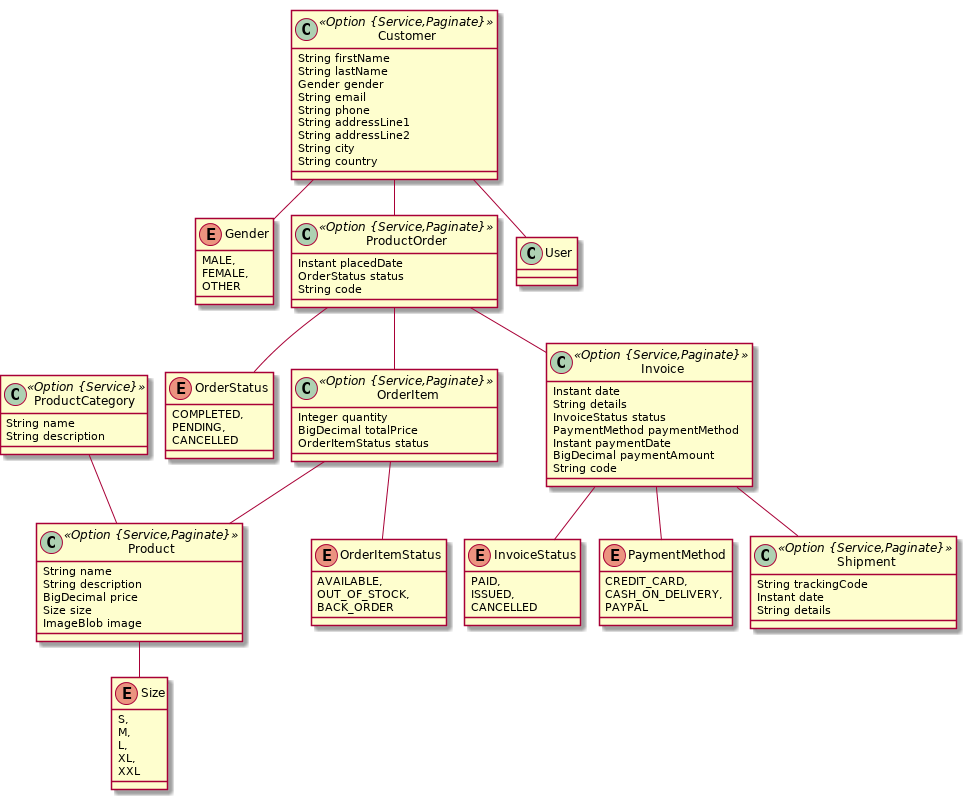 C «Option {Service,Paginate}»
Customer
String firstName
String lastName
Gender gender
String email
String phone
String addressLine1
String addressLine2
String city
String country
E Gender
MALE,
FEMALE,
OTHER
C «Option {Service,Paginate}»
ProductOrder
Instant placedDate
OrderStatus status
String code
C User
C «Option {Service}»
ProductCategory
String name
String description
E OrderStatus
COMPLETED,
PENDING,
CANCELLED
C «Option {Service,Paginate}»
OrderItem
Integer quantity
BigDecimal totalPrice
OrderItemStatus status
C «Option {Service,Paginate}»
Invoice
Instant date
String details
InvoiceStatus status
PaymentMethod paymentMethod
Instant paymentDate
BigDecimal paymentAmount
String code
C «Option {Service,Paginate}»
Product
String name
String description
BigDecimal price
Size size
ImageBlob image
E OrderItemStatus
AVAILABLE,
OUT_OF_STOCK,
BACK_ORDER
E InvoiceStatus
PAID,
ISSUED,
CANCELLED
E PaymentMethod
CREDIT_CARD,
CASH_ON_DELIVERY,
PAYPAL
C «Option {Service,Paginate}»
Shipment
String trackingCode
Instant date
String details
E Size
S,
M,
L,
XL,
XXL